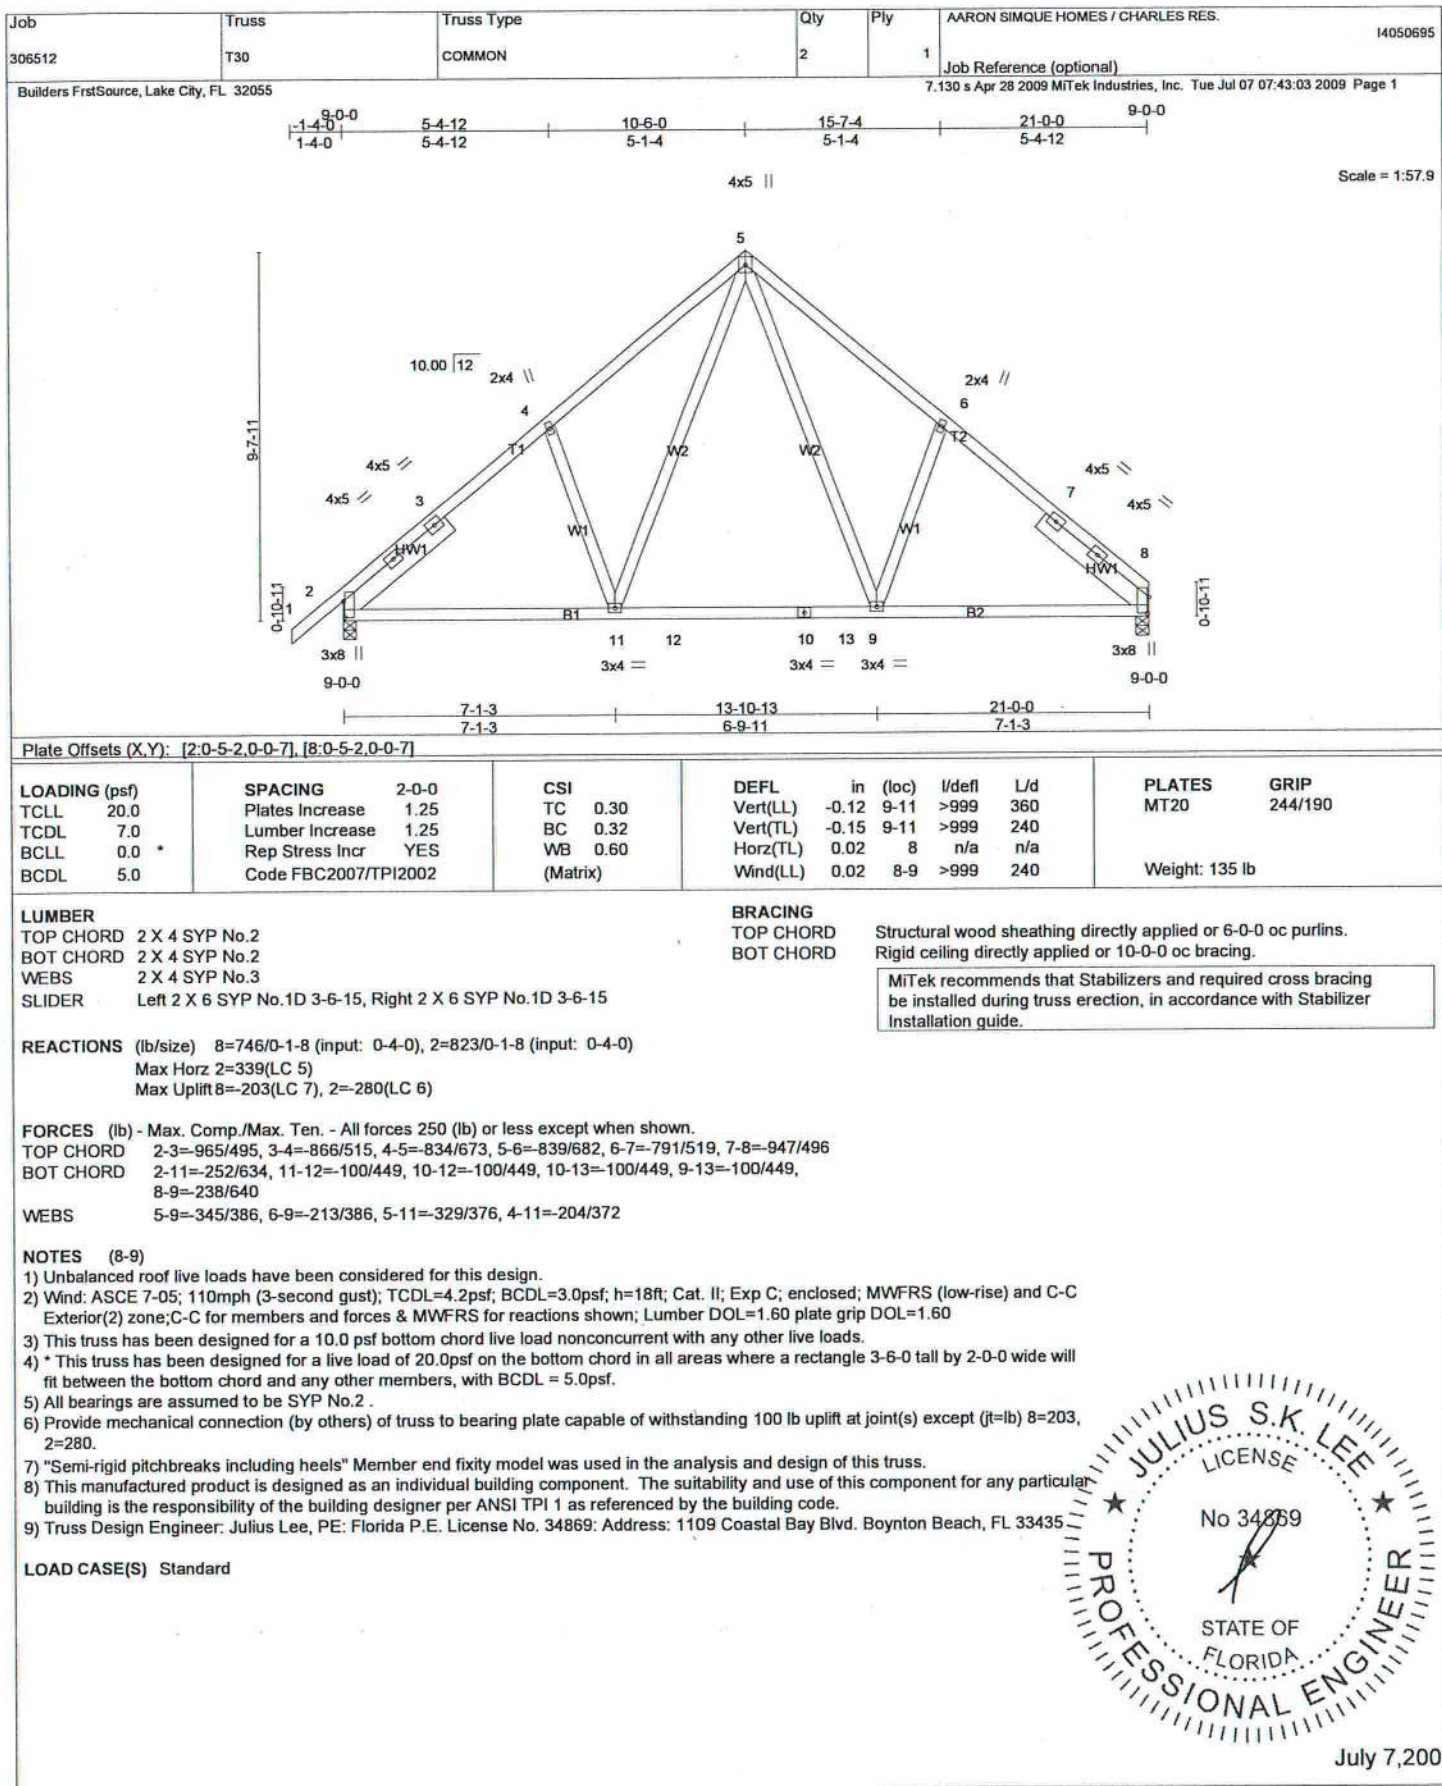 Job Truss Truss Type Qty Ply AARON SIMQUE HOMES / CHARLES RES.
I4050695
306512 T30 COMMON 2 1
Job Reference (optional)
Builders FrstSource, Lake City, FL 32055 7.130 s Apr 28 2009 MiTek Industries, Inc. Tue Jul 07 07:43:03 2009 Page 1
9-0-0 9-0-0
-1-4-0 5-4-12 10-6-0 15-7-4 21-0-0
1-4-0 5-4-12 5-1-4 5-1-4 5-4-12
4x5 || Scale = 1:57.9
5
10.00 12
2x4 \\ 2x4 //
4 6
9-7-11
T1 W2 W2 T2
4x5 // 4x5 \\
4x5 // 3 7 4x5 \\
W1 W1
HW1 HW1 8
2
1
0-10-11 0-10-11
B1 B2
11 12 10 13 9
3x8 || 3x4 = 3x4 = 3x4 = 3x8 ||
9-0-0 9-0-0
7-1-3 13-10-13 21-0-0
7-1-3 6-9-11 7-1-3
Plate Offsets (X,Y): [2:0-5-2,0-0-7], [8:0-5-2,0-0-7]
LOADING (psf) SPACING 2-0-0 CSI DEFL in (loc) l/defl L/d PLATES GRIP
TCLL 20.0 Plates Increase 1.25 TC 0.30 Vert(LL) -0.12 9-11 >999 360 MT20 244/190
TCDL 7.0 Lumber Increase 1.25 BC 0.32 Vert(TL) -0.15 9-11 >999 240
BCLL 0.0 * Rep Stress Incr YES WB 0.60 Horz(TL) 0.02 8 n/a n/a
BCDL 5.0 Code FBC2007/TPI2002 (Matrix) Wind(LL) 0.02 8-9 >999 240 Weight: 135 lb
LUMBER
TOP CHORD 2 X 4 SYP No.2
BOT CHORD 2 X 4 SYP No.2
WEBS 2 X 4 SYP No.3
SLIDER Left 2 X 6 SYP No.1D 3-6-15, Right 2 X 6 SYP No.1D 3-6-15
BRACING
TOP CHORD Structural wood sheathing directly applied or 6-0-0 oc purlins.
BOT CHORD Rigid ceiling directly applied or 10-0-0 oc bracing.
MiTek recommends that Stabilizers and required cross bracing
be installed during truss erection, in accordance with Stabilizer
Installation guide.
REACTIONS (lb/size) 8=746/0-1-8 (input: 0-4-0), 2=823/0-1-8 (input: 0-4-0)
Max Horz 2=339(LC 5)
Max Uplift 8=-203(LC 7), 2=-280(LC 6)
FORCES (lb) - Max. Comp./Max. Ten. - All forces 250 (lb) or less except when shown.
TOP CHORD 2-3=-965/495, 3-4=-866/515, 4-5=-834/673, 5-6=-839/682, 6-7=-791/519, 7-8=-947/496
BOT CHORD 2-11=-252/634, 11-12=-100/449, 10-12=-100/449, 10-13=-100/449, 9-13=-100/449,
8-9=-238/640
WEBS 5-9=-345/386, 6-9=-213/386, 5-11=-329/376, 4-11=-204/372
NOTES (8-9)
1) Unbalanced roof live loads have been considered for this design.
2) Wind: ASCE 7-05; 110mph (3-second gust); TCDL=4.2psf; BCDL=3.0psf; h=18ft; Cat. II; Exp C; enclosed; MWFRS (low-rise) and C-C
Exterior(2) zone;C-C for members and forces & MWFRS for reactions shown; Lumber DOL=1.60 plate grip DOL=1.60
3) This truss has been designed for a 10.0 psf bottom chord live load nonconcurrent with any other live loads.
4) * This truss has been designed for a live load of 20.0psf on the bottom chord in all areas where a rectangle 3-6-0 tall by 2-0-0 wide will
fit between the bottom chord and any other members, with BCDL = 5.0psf.
5) All bearings are assumed to be SYP No.2 .
6) Provide mechanical connection (by others) of truss to bearing plate capable of withstanding 100 lb uplift at joint(s) except (jt=lb) 8=203,
2=280.
7) "Semi-rigid pitchbreaks including heels" Member end fixity model was used in the analysis and design of this truss.
8) This manufactured product is designed as an individual building component. The suitability and use of this component for any particular
building is the responsibility of the building designer per ANSI TPI 1 as referenced by the building code.
9) Truss Design Engineer: Julius Lee, PE: Florida P.E. License No. 34869: Address: 1109 Coastal Bay Blvd. Boynton Beach, FL 33435
LOAD CASE(S) Standard
JULIUS S.K. LEE
LICENSE
No 34869
STATE OF
FLORIDA
PROFESSIONAL ENGINEER
July 7,200